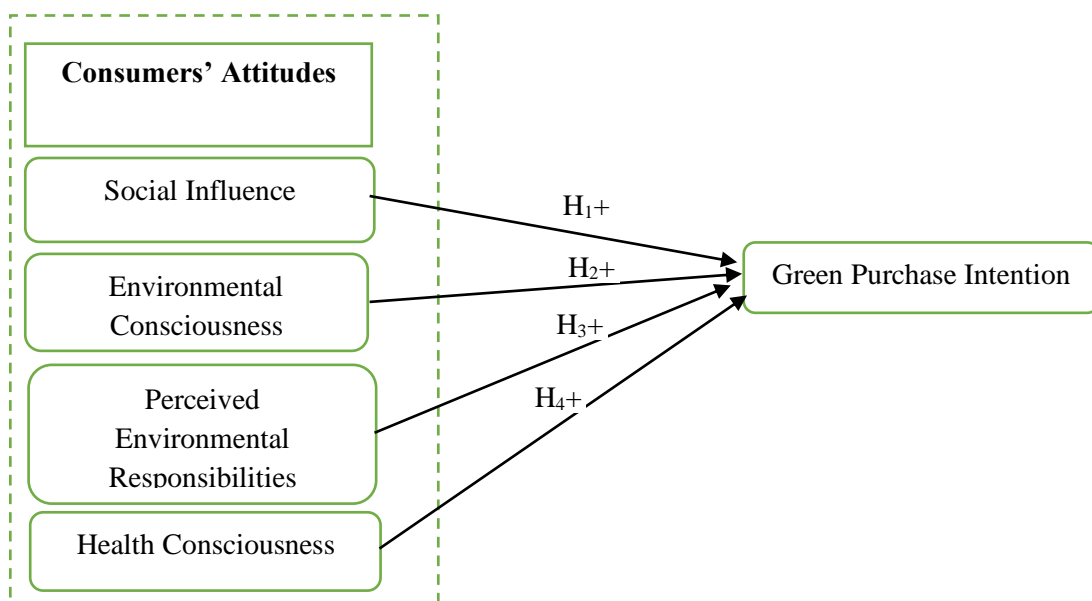 Consumers’ Attitudes
Social Influence
Environmental
Consciousness
Perceived
Environmental
Responsibilities
Health Consciousness
H₁+
H₂+
H₃+
H₄+
Green Purchase Intention